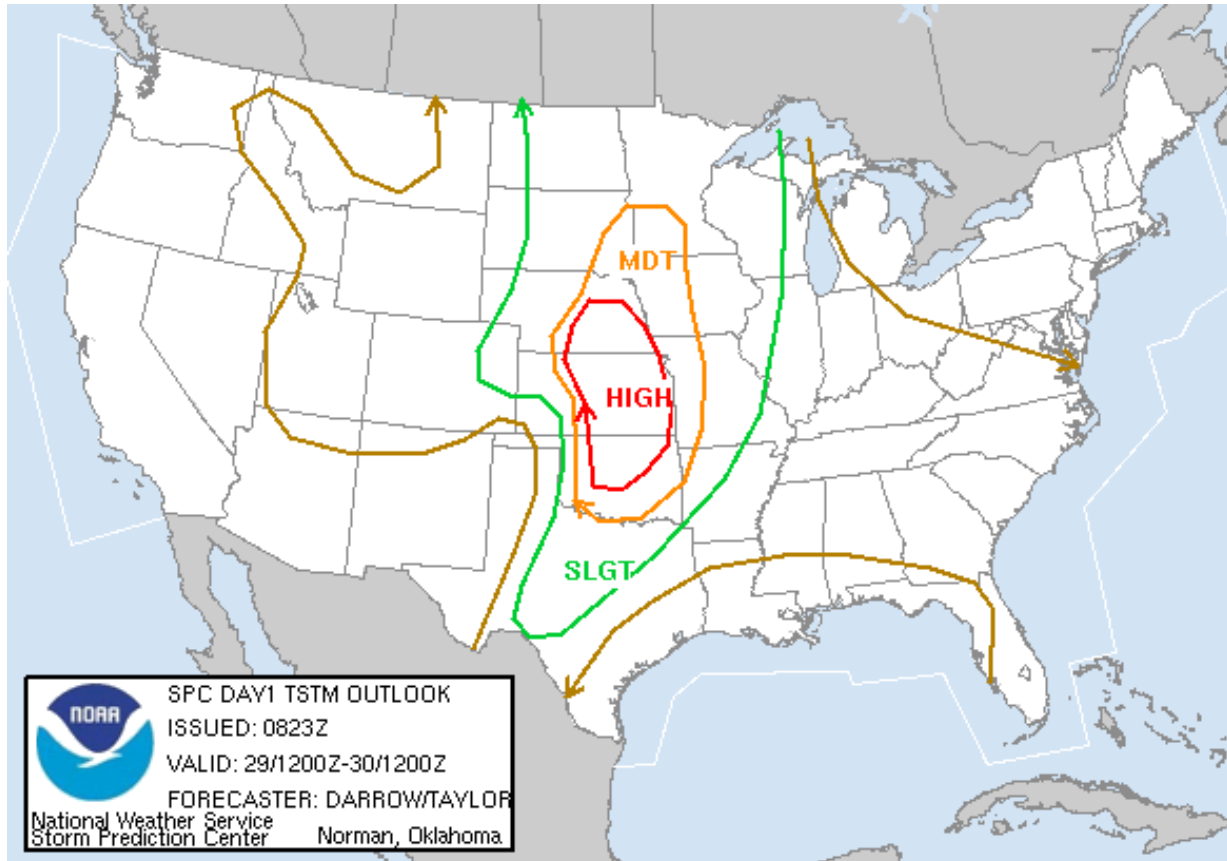 MDT
HIGH
SLGT
NOAA
SPC DAY1 TSTM OUTLOOK
ISSUED: 0823Z
VALID: 29/1200Z-30/1200Z
FORECASTER: DARROW/TAYLOR
National Weather Service
Storm Prediction Center Norman, Oklahoma